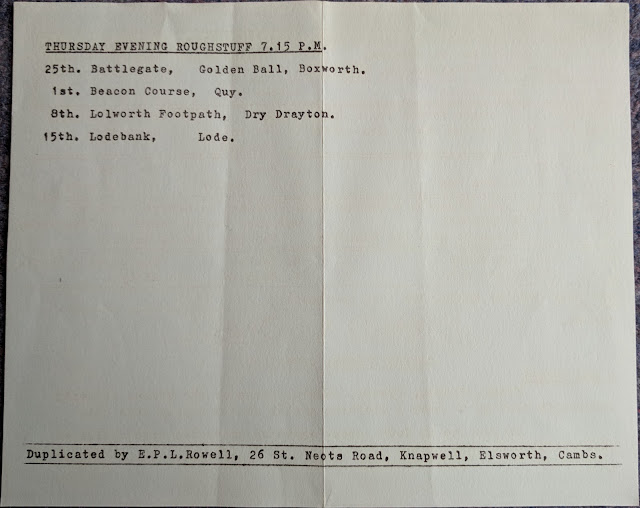 THURSDAY EVENING ROUGHSTUFF 7.15 P.M.
25th. Battlegate, Golden Ball, Boxworth.
1st. Beacon Course, Quy.
8th. Lolworth Footpath, Dry Drayton.
15th. Lodebank, Lode.
Duplicated by E.P.L.Rowell, 26 St. Neots Road, Knapwell, Elsworth, Cambs.